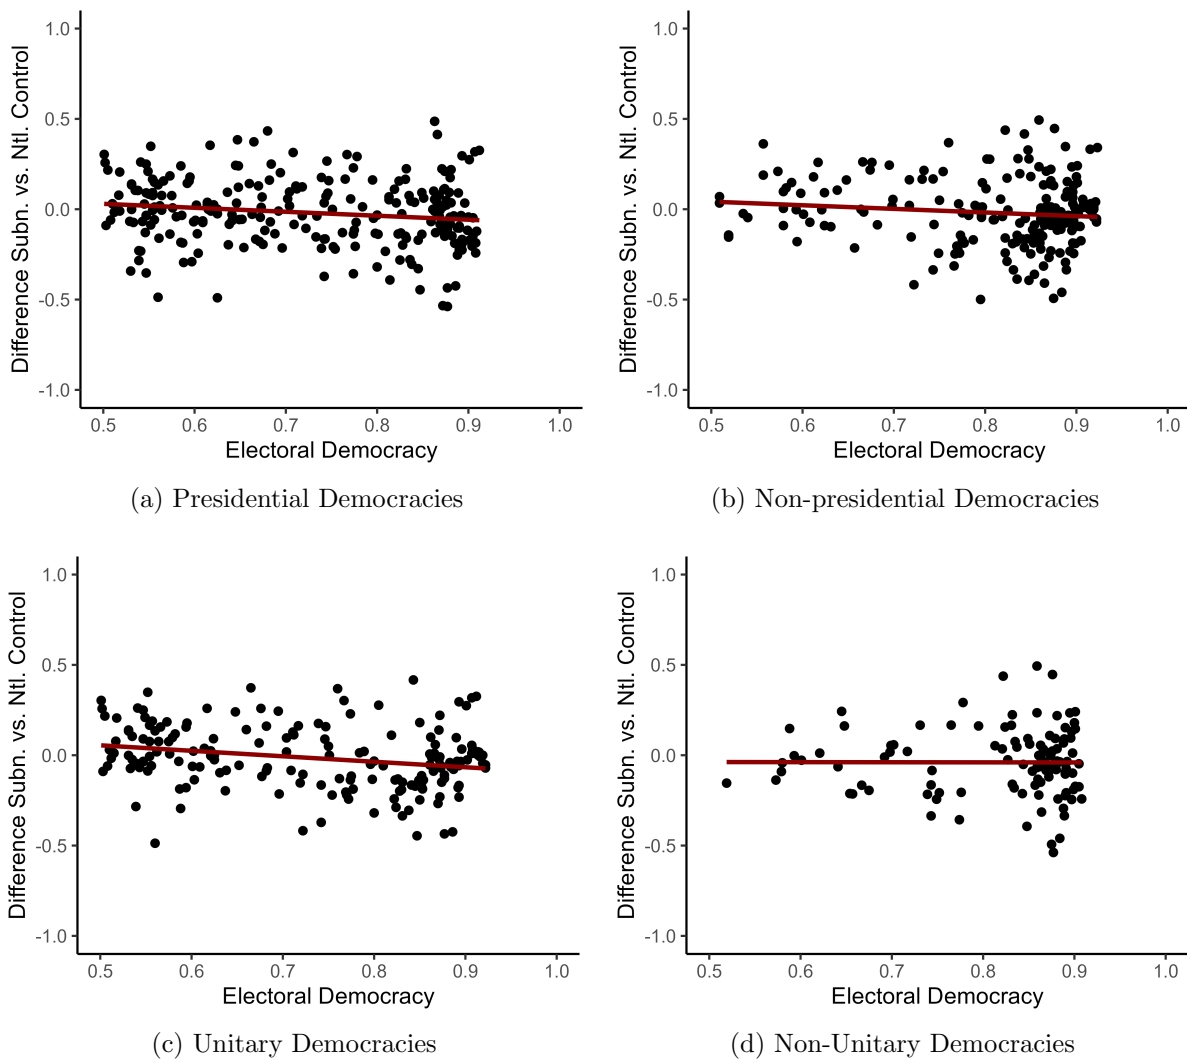 1.0
0.5
0.0
-0.5
-1.0
Difference Subn. vs. Ntl. Control
0.5 0.6 0.7 0.8 0.9 1.0
Electoral Democracy
(a) Presidential Democracies
1.0
0.5
0.0
-0.5
-1.0
Difference Subn. vs. Ntl. Control
0.5 0.6 0.7 0.8 0.9 1.0
Electoral Democracy
(b) Non-presidential Democracies
1.0
0.5
0.0
-0.5
-1.0
Difference Subn. vs. Ntl. Control
0.5 0.6 0.7 0.8 0.9 1.0
Electoral Democracy
(c) Unitary Democracies
1.0
0.5
0.0
-0.5
-1.0
Difference Subn. vs. Ntl. Control
0.5 0.6 0.7 0.8 0.9 1.0
Electoral Democracy
(d) Non-Unitary Democracies